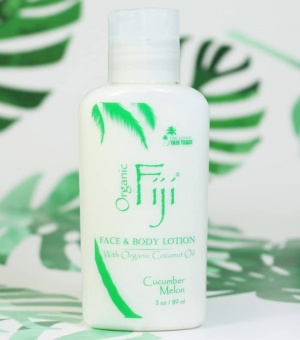 Organic
Fiji®
FACE & BODY LOTION
With Organic Coconut Oil
Cucumber
Melon
3 oz / 89 ml